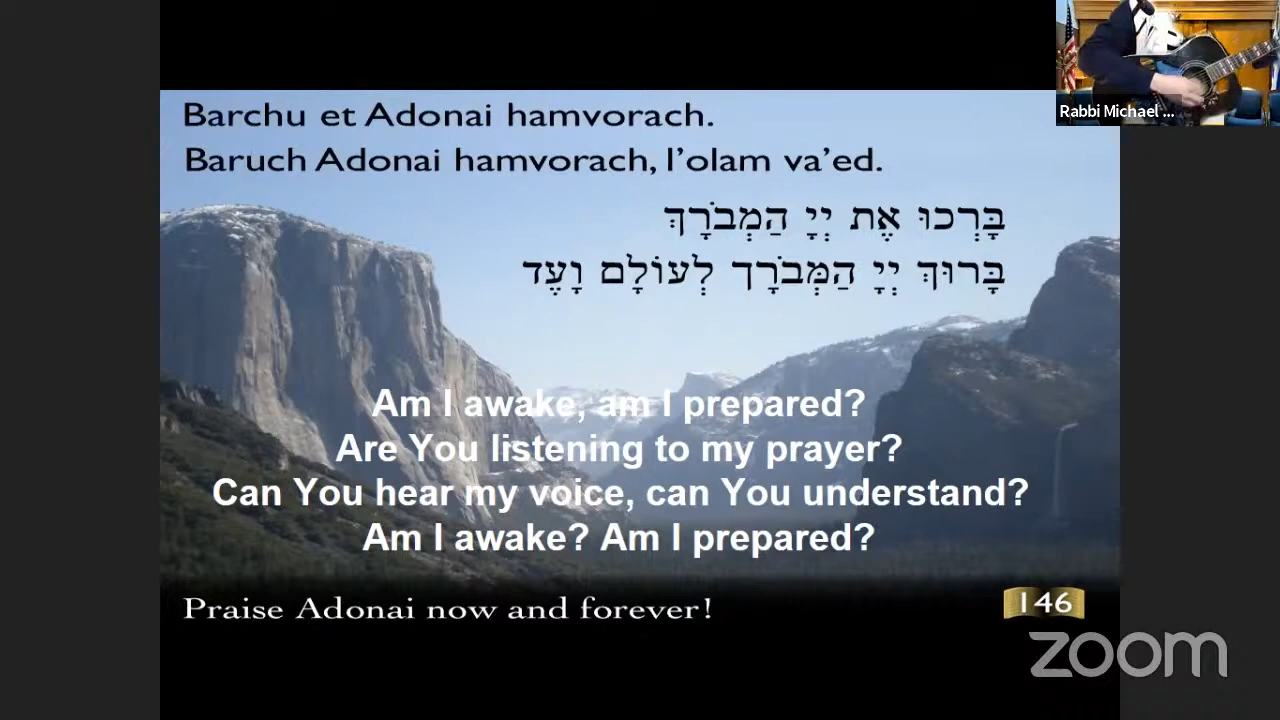 Barchu et Adonai hamvorach.
Baruch Adonai hamvorach, l'olam va'ed.
בָּרְכוּ אֶת יְיָ הַמְבֹרָךְ
בָּרוּךְ יְיָ הַמְּבֹרָךְ לְעוֹלָם וָעֶד
Am I awake, am I prepared?
Are You listening to my prayer?
Can You hear my voice, can You understand?
Am I awake? Am I prepared?
Praise Adonai now and forever!
146
Rabbi Michael ...
zoom